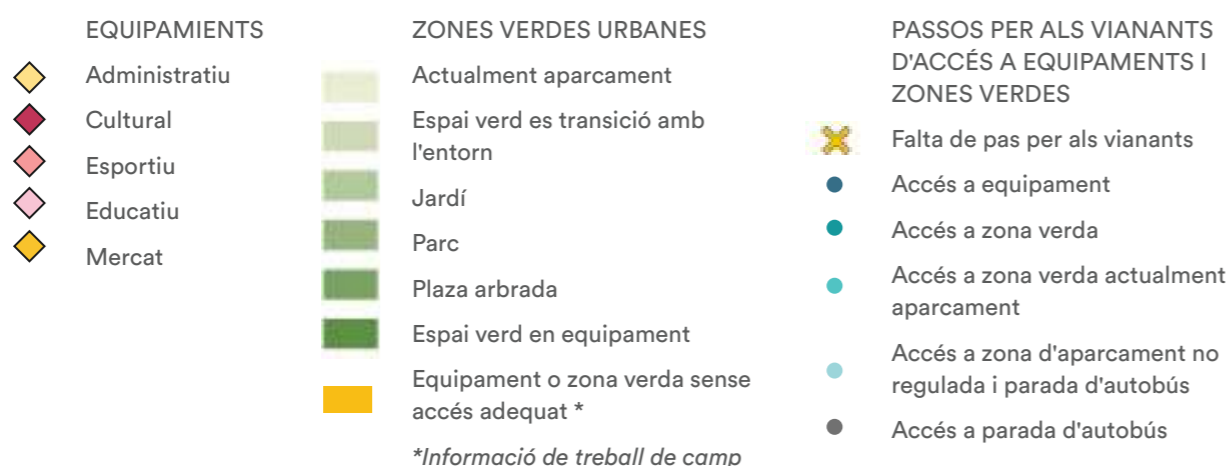 EQUIPAMIENTS
Administratiu
Cultural
Esportiu
Educatiu
Mercat
ZONES VERDES URBANES
Actualment aparcament
Espai verd es transició amb
l'entorn
Jardí
Parc
Plaza arbrada
Espai verd en equipament
Equipament o zona verda sense
accés adequat *
*Informació de treball de camp
PASSOS PER ALS VIANANTS
D'ACCÉS A EQUIPAMENTS I
ZONES VERDES
Falta de pas per als vianants
Accés a equipament
Accés a zona verda
Accés a zona verda actualment
aparcament
Accés a zona d'aparcament no
regulada i parada d'autobús
Accés a parada d'autobús